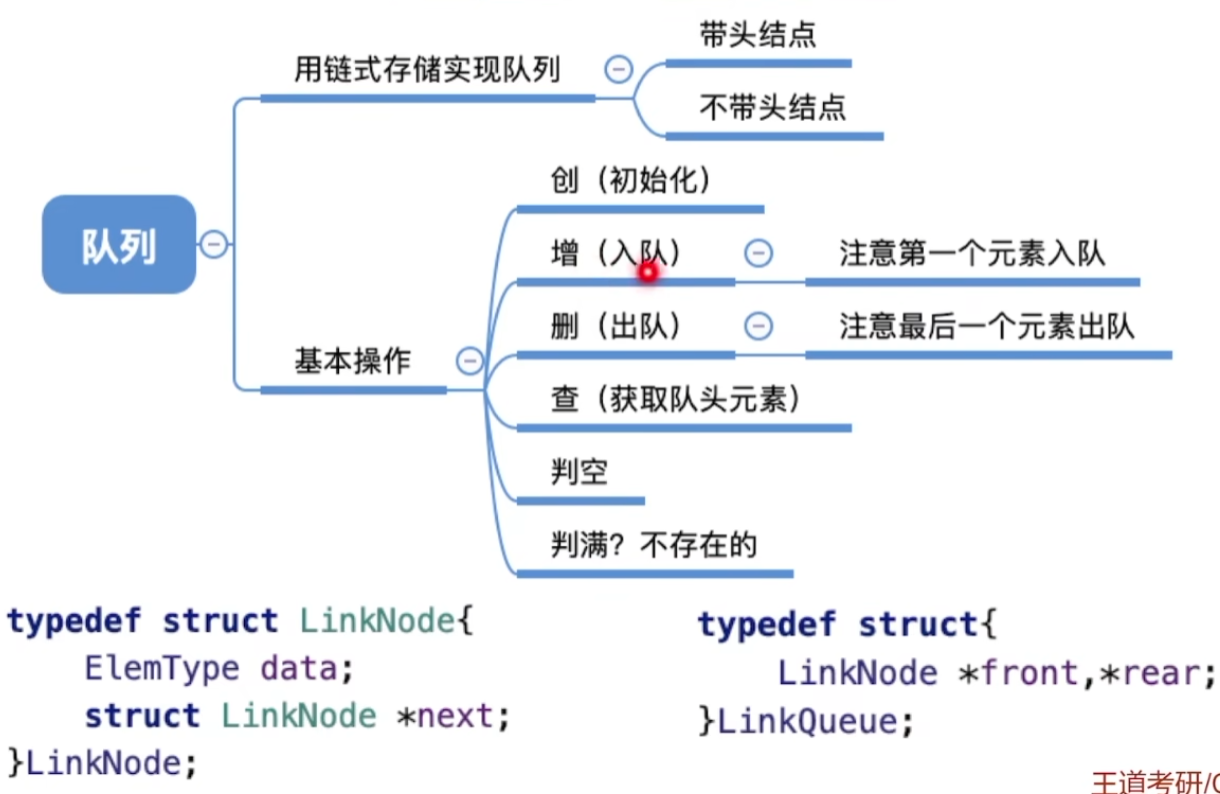 队列
用链式存储实现队列
带头结点
不带头结点
基本操作
创（初始化）
增（入队）
注意第一个元素入队
删（出队）
注意最后一个元素出队
查（获取队头元素）
判空
判满？不存在的
typedef struct LinkNode{
ElemType data;
struct LinkNode *next;
}LinkNode;
typedef struct{
LinkNode *front,*rear;
}LinkQueue;
王道考研/